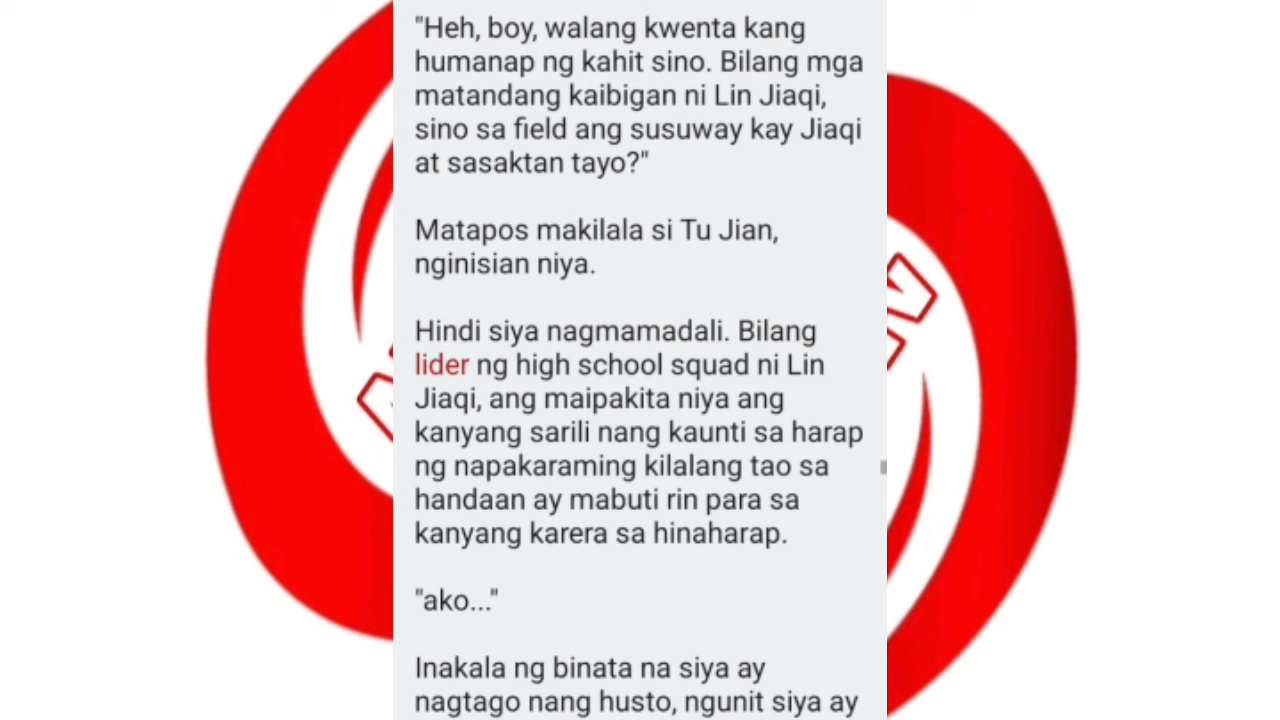 "Heh, boy, walang kwenta kang
humanap ng kahit sino. Bilang mga
matandang kaibigan ni Lin Jiaqi,
sino sa field ang susuway kay Jiaqi
at sasaktan tayo?"
Matapos makilala si Tu Jian,
nginisian niya.
Hindi siya nagmamadali. Bilang
lider ng high school squad ni Lin
Jiaqi, ang maipakita niya ang
kanyang sarili nang kaunti sa harap
ng napakaraming kilalang tao sa
handaan ay mabuti rin para sa
kanyang karera sa hinaharap.
"ako..."
Inakala ng binata na siya ay
nagtago nang husto, ngunit siya ay